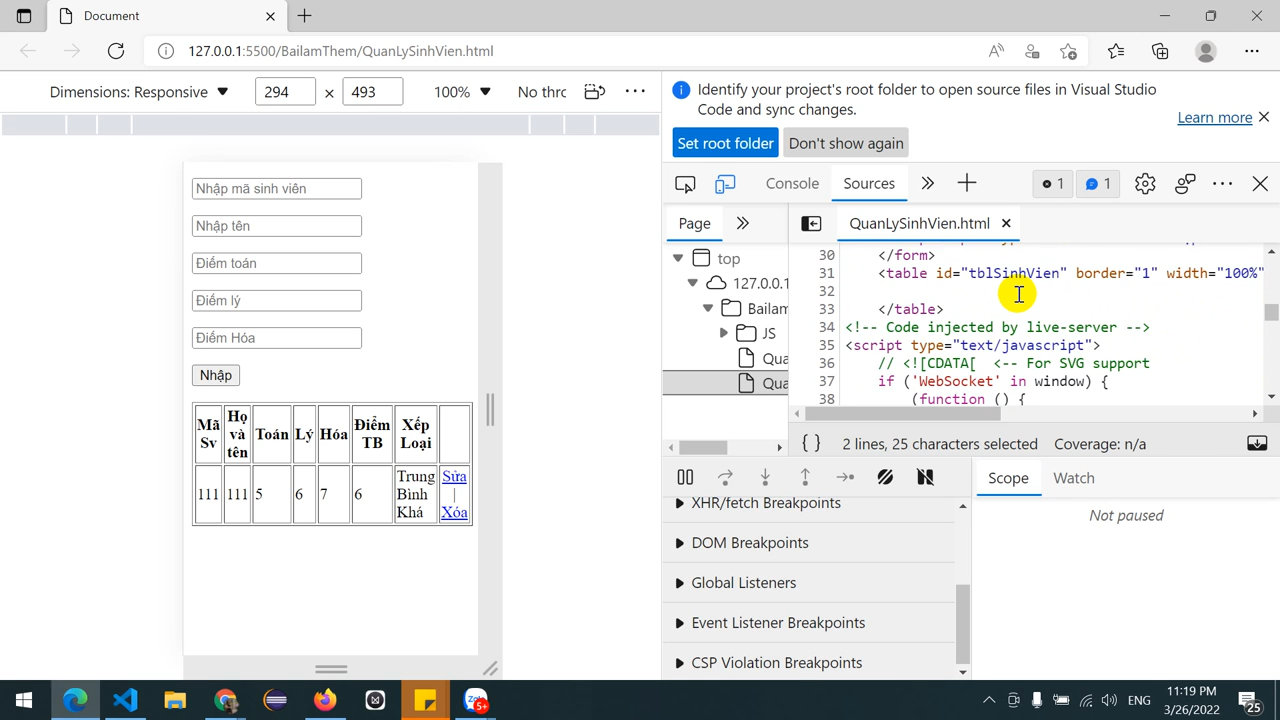 Document
127.0.0.1:5500/BailamThem/QuanLySinhVien.html
Dimensions: Responsive 294 × 493 100% No thrc
Identify your project's root folder to open source files in Visual Studio
Code and sync changes.
Learn more
Set root folder Don't show again
Console Sources 1 1
Page QuanLySinhVien.html
top
127.0.0.1
Bailam
JS
Qua
Qua
30 </form>
31 <table id="tblSinhVien" border="1" width="100%"
32
33 </table>
34 <!-- Code injected by live-server -->
35 <script type="text/javascript">
36 // <![CDATA[ <-- For SVG support
37 if ('WebSocket' in window) {
38 (function () {
{ } 2 lines, 25 characters selected Coverage: n/a
Scope Watch
Not paused
XHR/fetch Breakpoints
DOM Breakpoints
Global Listeners
Event Listener Breakpoints
CSP Violation Breakpoints
Nhập mã sinh viên
Nhập tên
Điểm toán
Điểm lý
Điểm Hóa
Nhập
Mã Sv Họ và tên Toán Lý Hóa Điểm TB Xếp Loại
111 111 5 6 7 6 Trung Bình Khá Sửa | Xóa
Zalo 5+
ENG
11:19 PM
3/26/2022
25